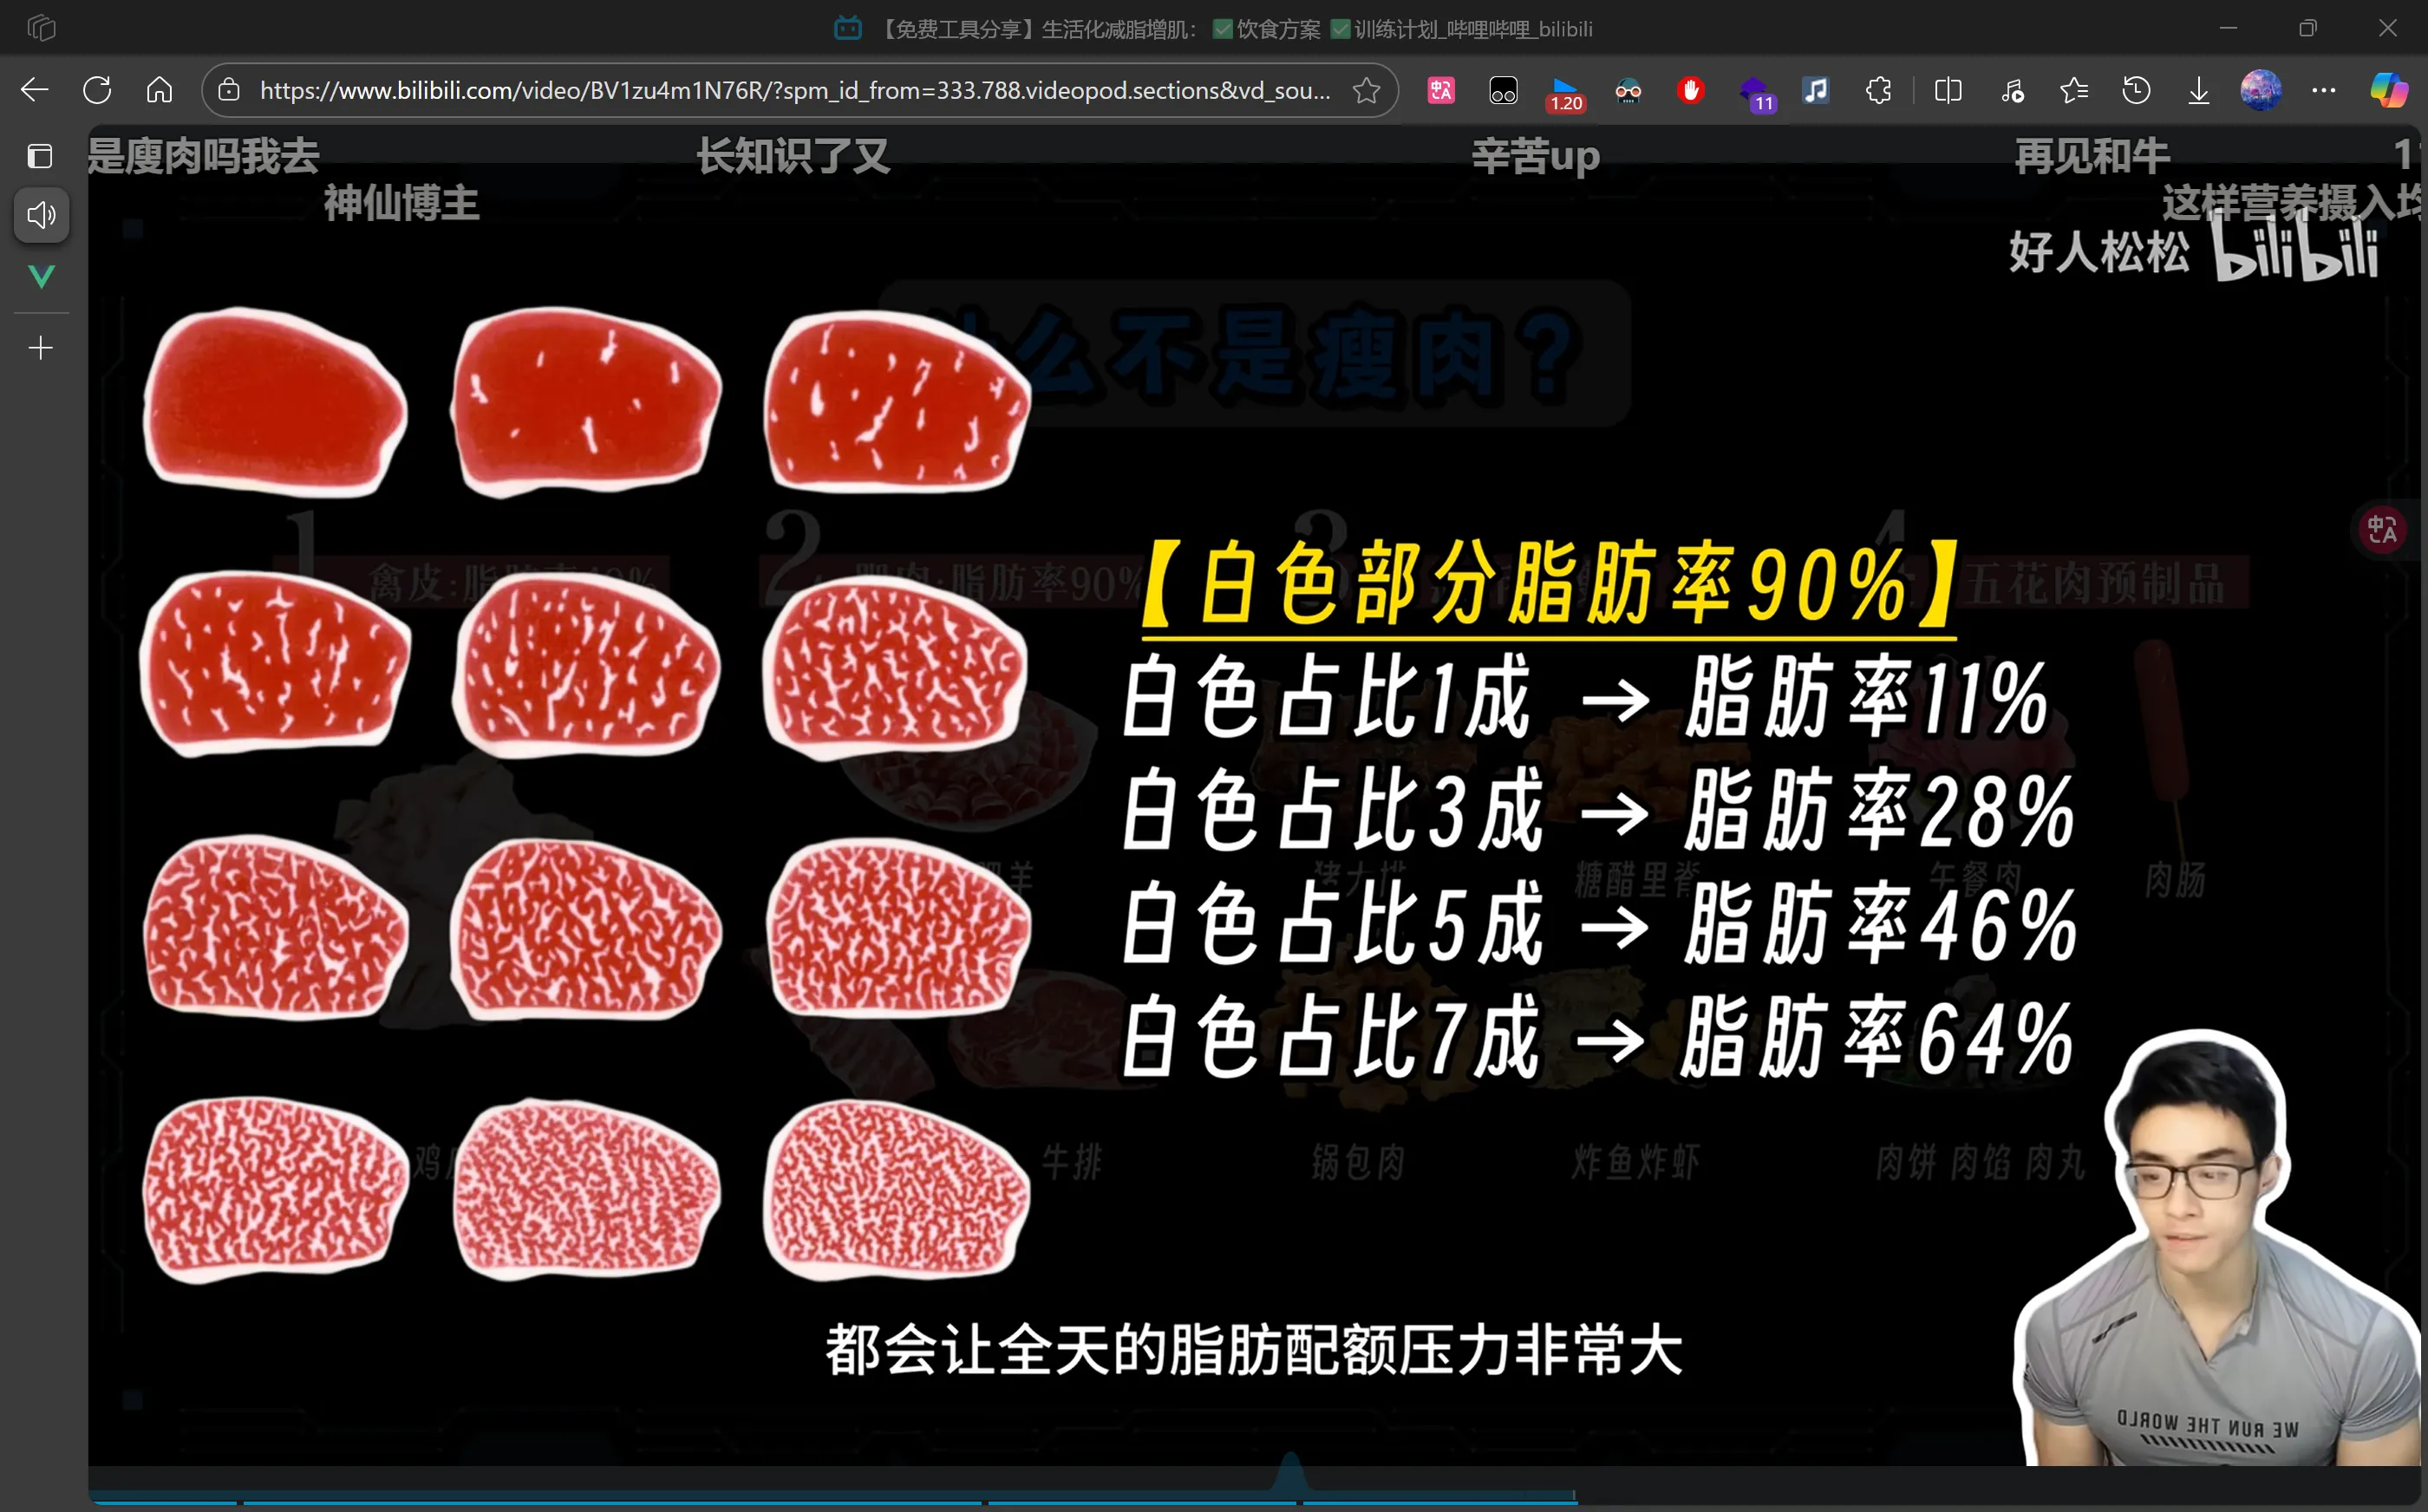 【免费工具分享】生活化减脂增肌：✅饮食方案 ✅训练计划_哔哩哔哩_bilibili
https://www.bilibili.com/video/BV1zu4m1N76R/?spm_id_from=333.788.videopod.sections&vd_sou...
1.20
11
是瘦肉吗我去
长知识了又
辛苦up
再见和牛
神仙博主
这样营养摄入均
好人松松 bilibili
么不是瘦肉？
1
2
3
4
禽皮:脂肪率40%
肥肉:脂肪率90%
五花肉预制品
【白色部分脂肪率90%】
白色占比1成 → 脂肪率11%
白色占比3成 → 脂肪率28%
猪大排
糖醋里脊
午餐肉
肉肠
白色占比5成 → 脂肪率46%
白色占比7成 → 脂肪率64%
牛排
锅包肉
炸鱼炸虾
肉饼 肉馅 肉丸
都会让全天的脂肪配额压力非常大
WE RUN THE WORLD